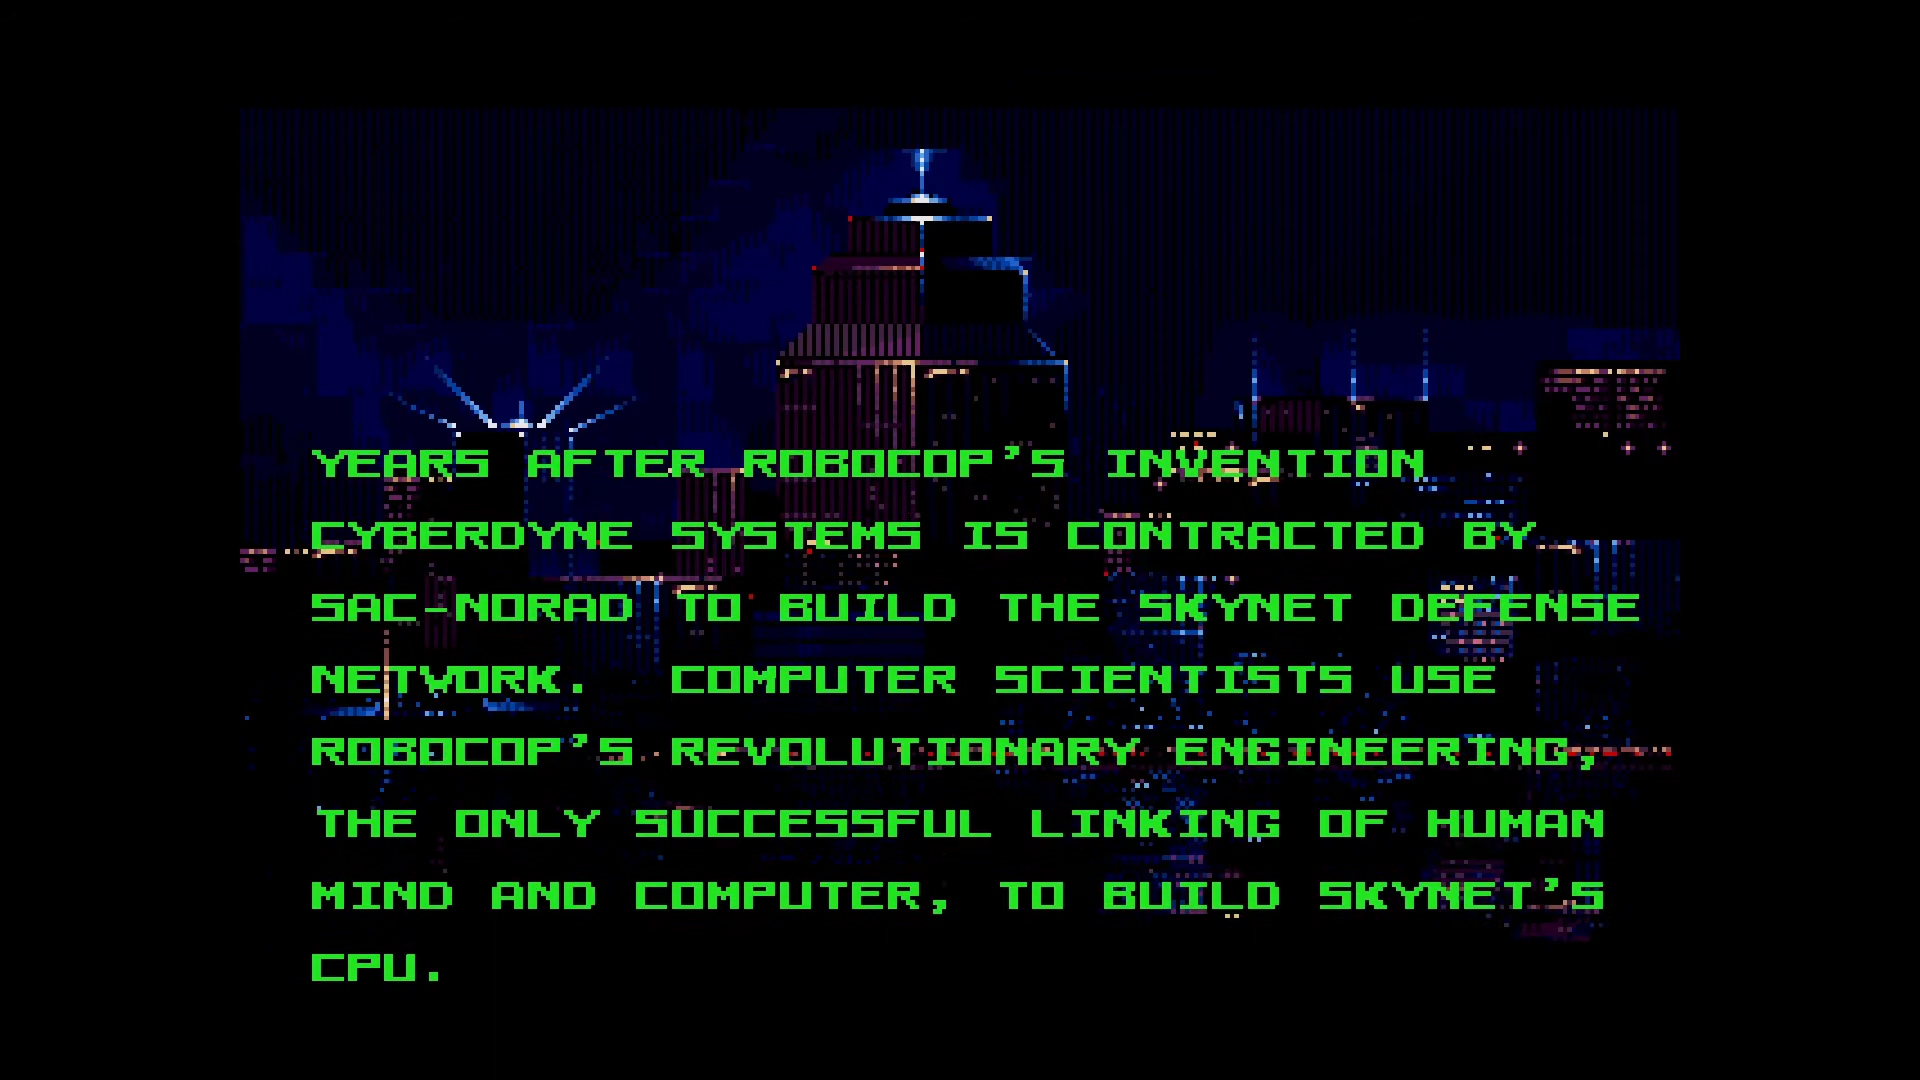 YEARS AFTER ROBOCOP'S INVENTION
CYBERDYNE SYSTEMS IS CONTRACTED BY
SAC-NORAD TO BUILD THE SKYNET DEFENSE
NETWORK.  COMPUTER SCIENTISTS USE
ROBOCOP'S REVOLUTIONARY ENGINEERING,
THE ONLY SUCCESSFUL LINKING OF HUMAN
MIND AND COMPUTER, TO BUILD SKYNET'S
CPU.